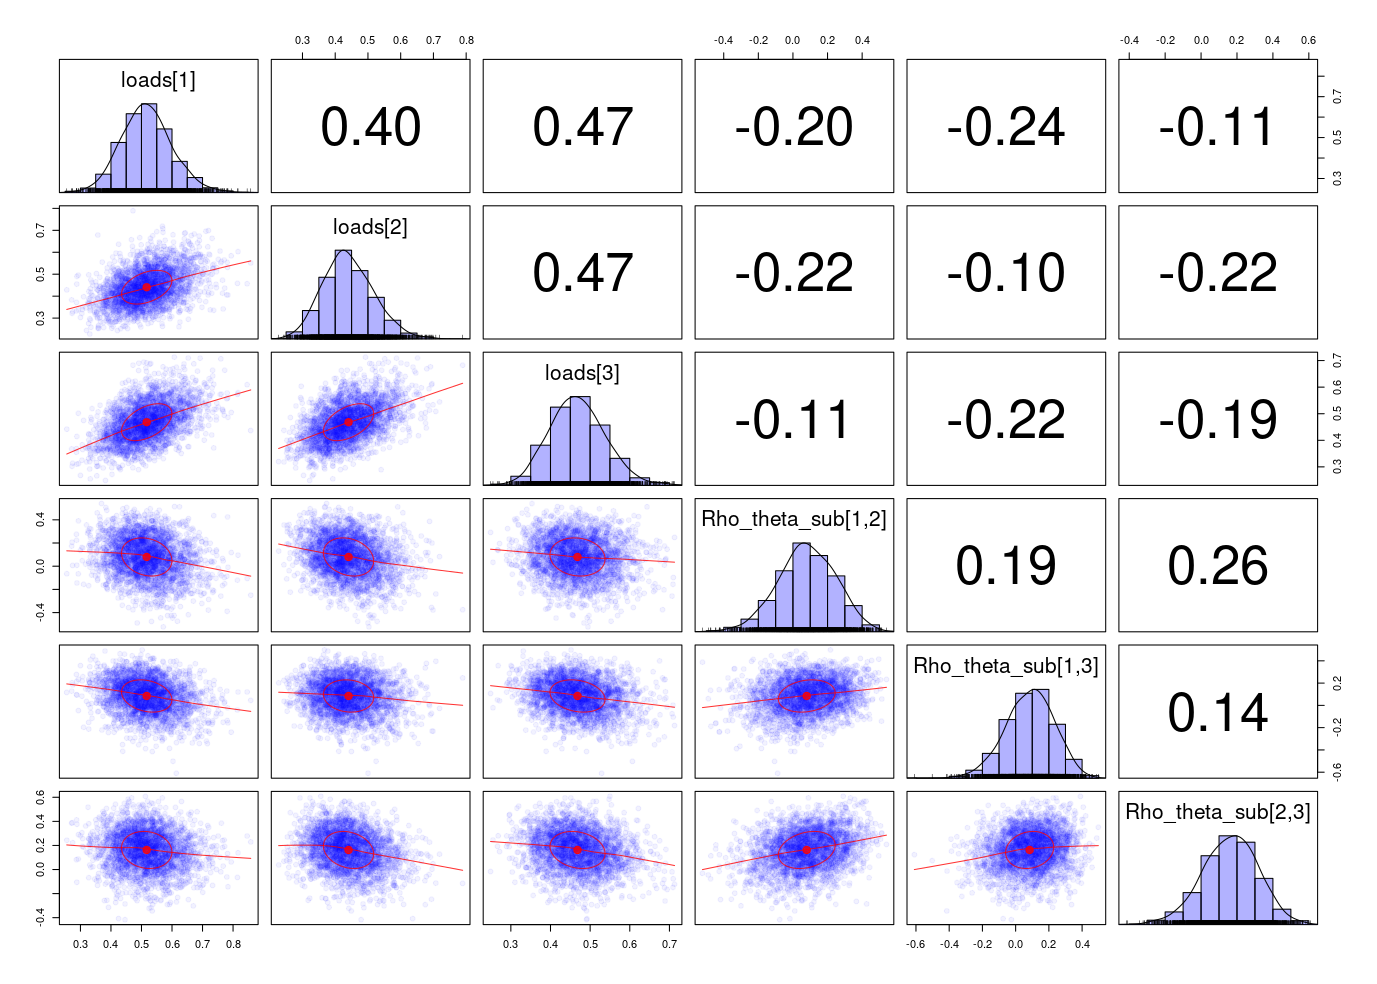 0.3 0.4 0.5 0.6 0.7 0.8
-0.4 0.0 0.2 0.4
-0.4 0.0 0.2 0.4 0.6
loads[1]
0.40 0.47 -0.20 -0.24 -0.11
0.3 0.5 0.7
loads[2]
0.3 0.5 0.7
0.47 -0.22 -0.10 -0.22
loads[3]
-0.11 -0.22 -0.19
0.3 0.4 0.5 0.6 0.7
-0.4 0.0 0.4
Rho_theta_sub[1,2]
0.19 0.26
Rho_theta_sub[1,3]
0.14
-0.6 -0.2 0.2
-0.4 0.0 0.2 0.4 0.6
Rho_theta_sub[2,3]
0.3 0.4 0.5 0.6 0.7 0.8
0.3 0.4 0.5 0.6 0.7
-0.6 -0.4 -0.2 0.0 0.2 0.4